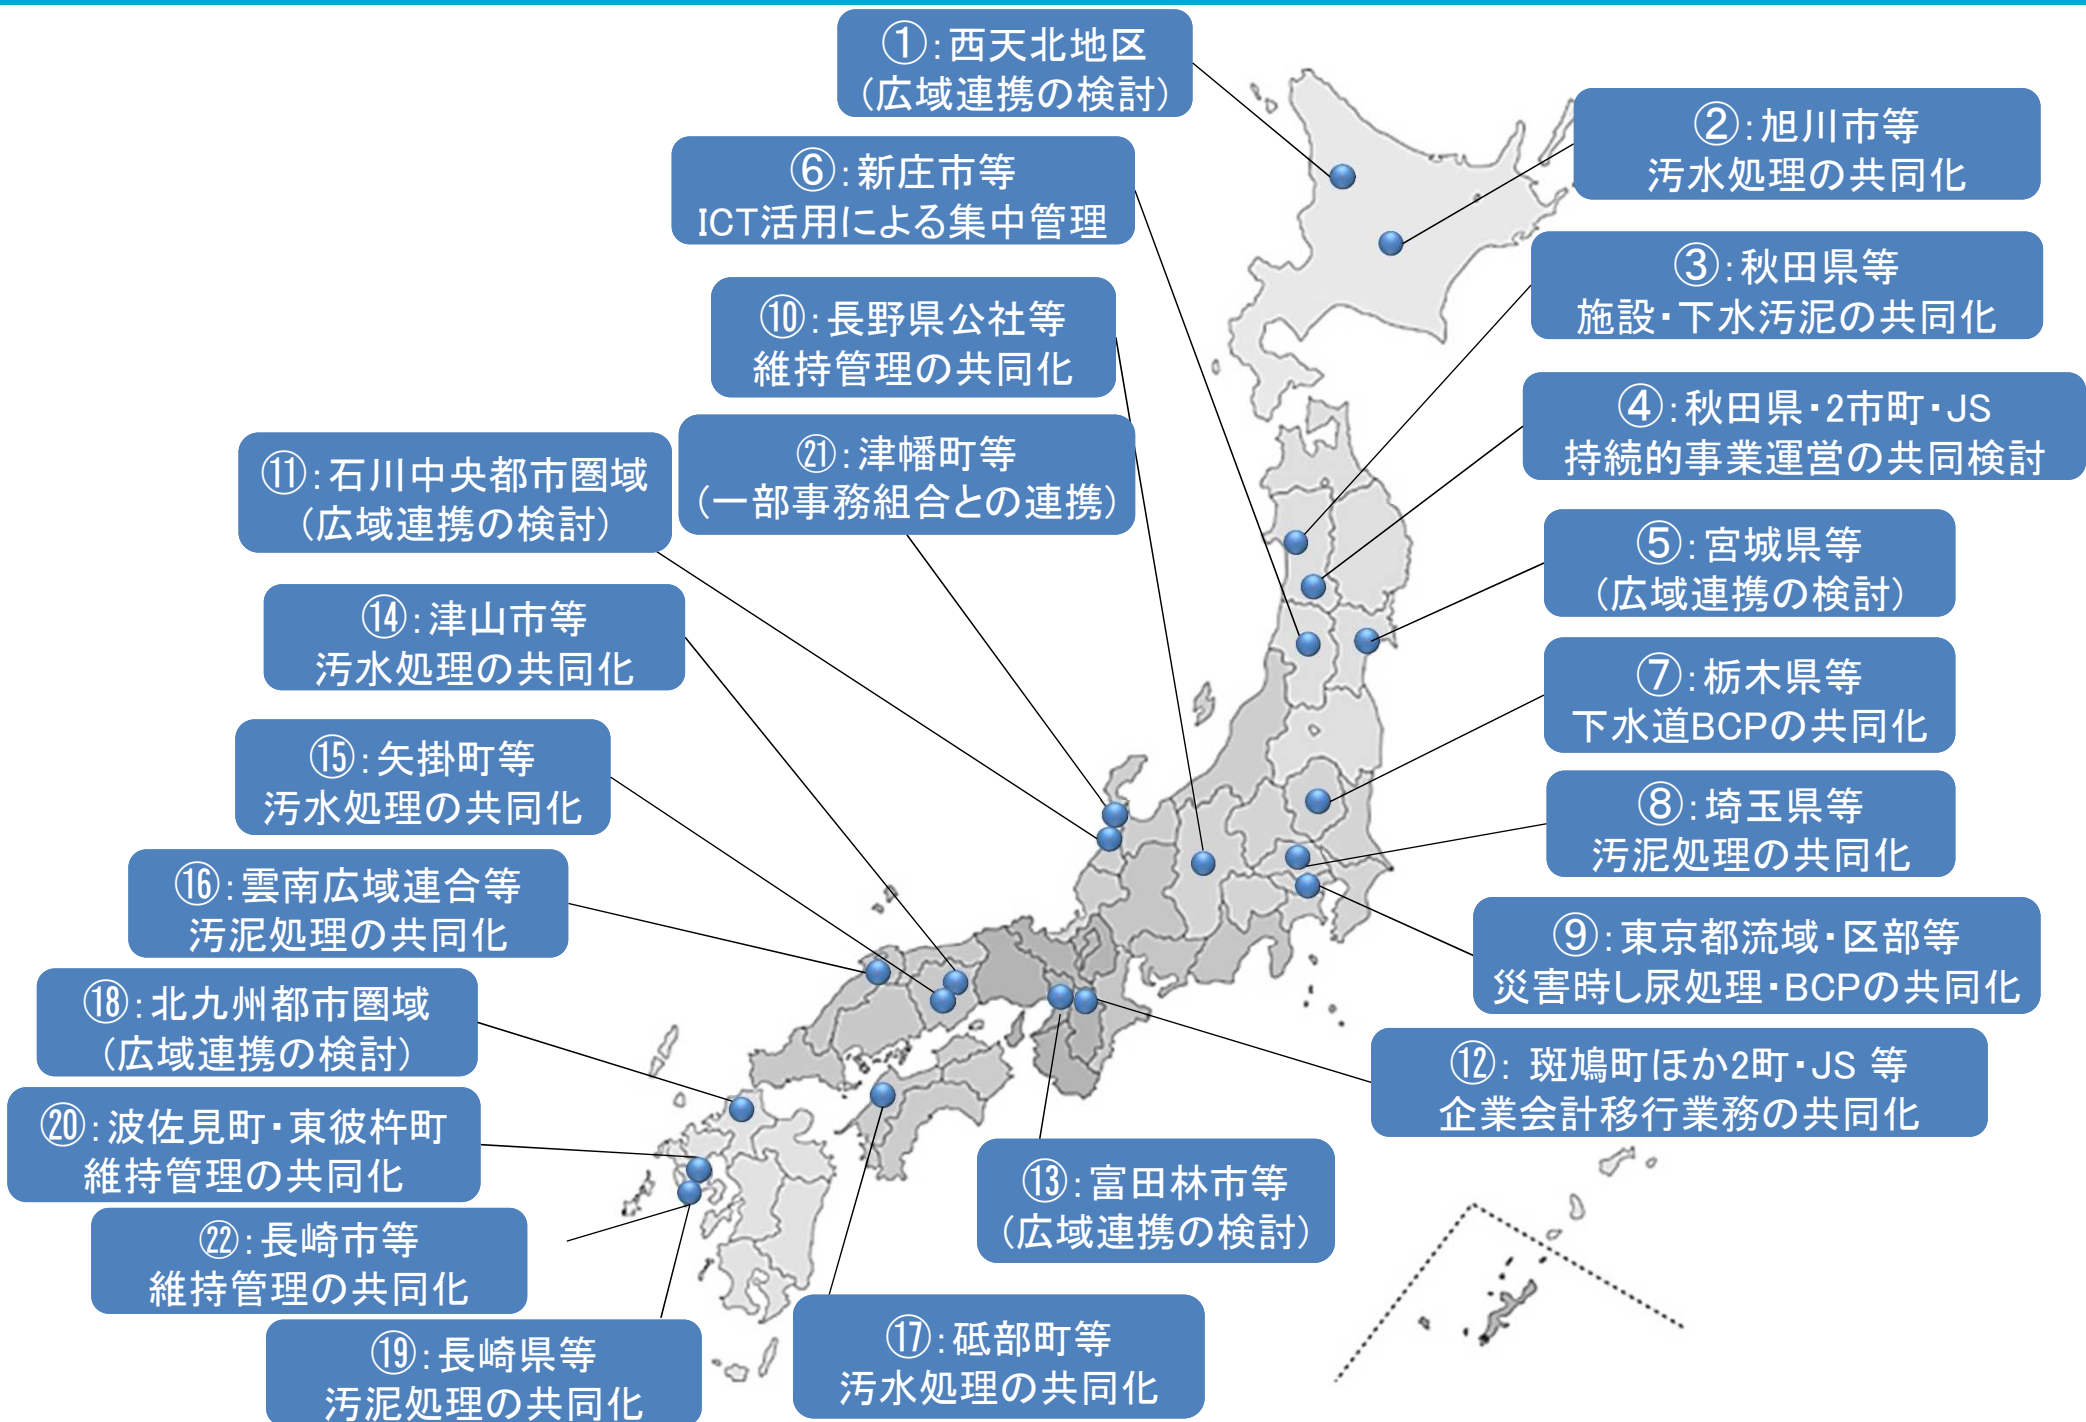 ①:西天北地区
(広域連携の検討)
②:旭川市等
汚水処理の共同化
⑥:新庄市等
ICT活用による集中管理
③:秋田県等
施設・下水汚泥の共同化
⑩:長野県公社等
維持管理の共同化
④:秋田県・2市町・JS
持続的事業運営の共同検討
㉑:津幡町等
(一部事務組合との連携)
⑪:石川中央都市圏域
(広域連携の検討)
⑤:宮城県等
(広域連携の検討)
⑭:津山市等
汚水処理の共同化
⑦:栃木県等
下水道BCPの共同化
⑮:矢掛町等
汚水処理の共同化
⑧:埼玉県等
汚泥処理の共同化
⑯:雲南広域連合等
汚泥処理の共同化
⑨:東京都流域・区部等
災害時し尿処理・BCPの共同化
⑱:北九州都市圏域
(広域連携の検討)
⑫: 斑鳩町ほか2町・JS 等
企業会計移行業務の共同化
⑳:波佐見町・東彼杵町
維持管理の共同化
⑬:富田林市等
(広域連携の検討)
㉒:長崎市等
維持管理の共同化
⑰:砥部町等
汚水処理の共同化
⑲:長崎県等
汚泥処理の共同化